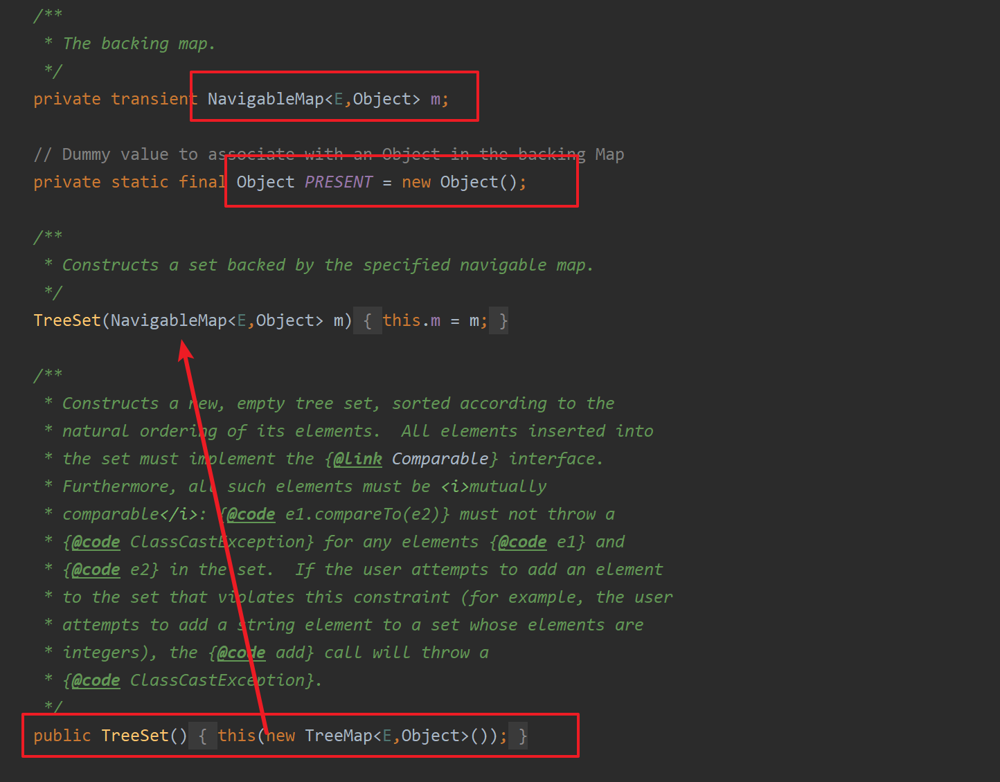 /**
* The backing map.
*/
private transient NavigableMap<E,Object> m;
// Dummy value to associate with an Object in the backing Map
private static final Object PRESENT = new Object();
/**
* Constructs a set backed by the specified navigable map.
*/
TreeSet(NavigableMap<E,Object> m) { this.m = m; }
/**
* Constructs a new, empty tree set, sorted according to the
* natural ordering of its elements.  All elements inserted into
* the set must implement the {@link Comparable} interface.
* Furthermore, all such elements must be <i>mutually
* comparable</i>: {@code e1.compareTo(e2)} must not throw a
* {@code ClassCastException} for any elements {@code e1} and
* {@code e2} in the set.  If the user attempts to add an element
* to the set that violates this constraint (for example, the user
* attempts to add a string element to a set whose elements are
* integers), the {@code add} call will throw a
* {@code ClassCastException}.
*/
public TreeSet() { this(new TreeMap<E,Object>()); }